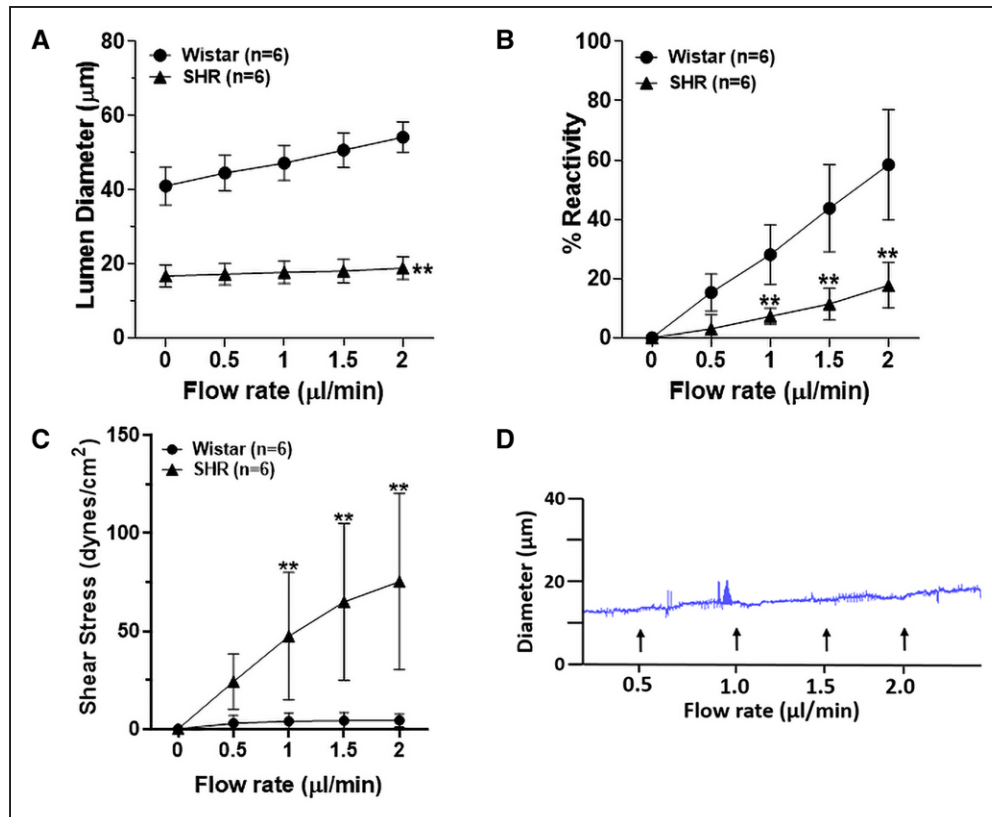 A
80
60
40
20
0
Lumen Diameter (μm)
Wistar (n=6)
SHR (n=6)
**
0 0.5 1 1.5 2
Flow rate (μl/min)
B
100
80
60
40
20
0
% Reactivity
Wistar (n=6)
SHR (n=6)
** ** **
0 0.5 1 1.5 2
Flow rate (μl/min)
C
150
100
50
0
Shear Stress (dynes/cm²)
Wistar (n=6)
SHR (n=6)
** ** **
0 0.5 1 1.5 2
Flow rate (μl/min)
D
40
20
0
Diameter (μm)
0.5 1.0 1.5 2.0
Flow rate (μl/min)